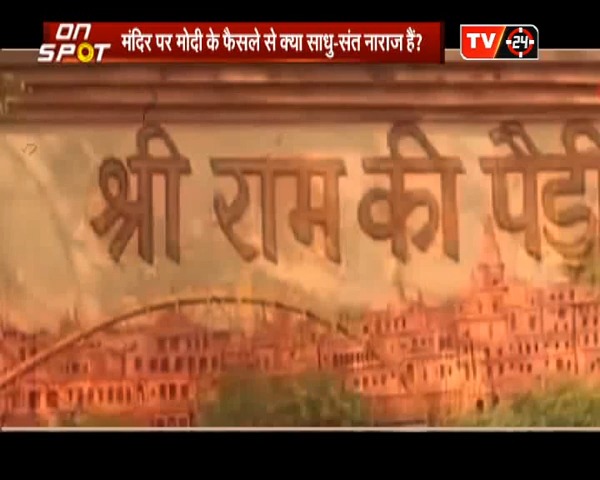 ON SPOT
मंदिर पर मोदी के फैसले से क्या साधु-संत नाराज हैं?
TV 24
श्री राम की पैडी